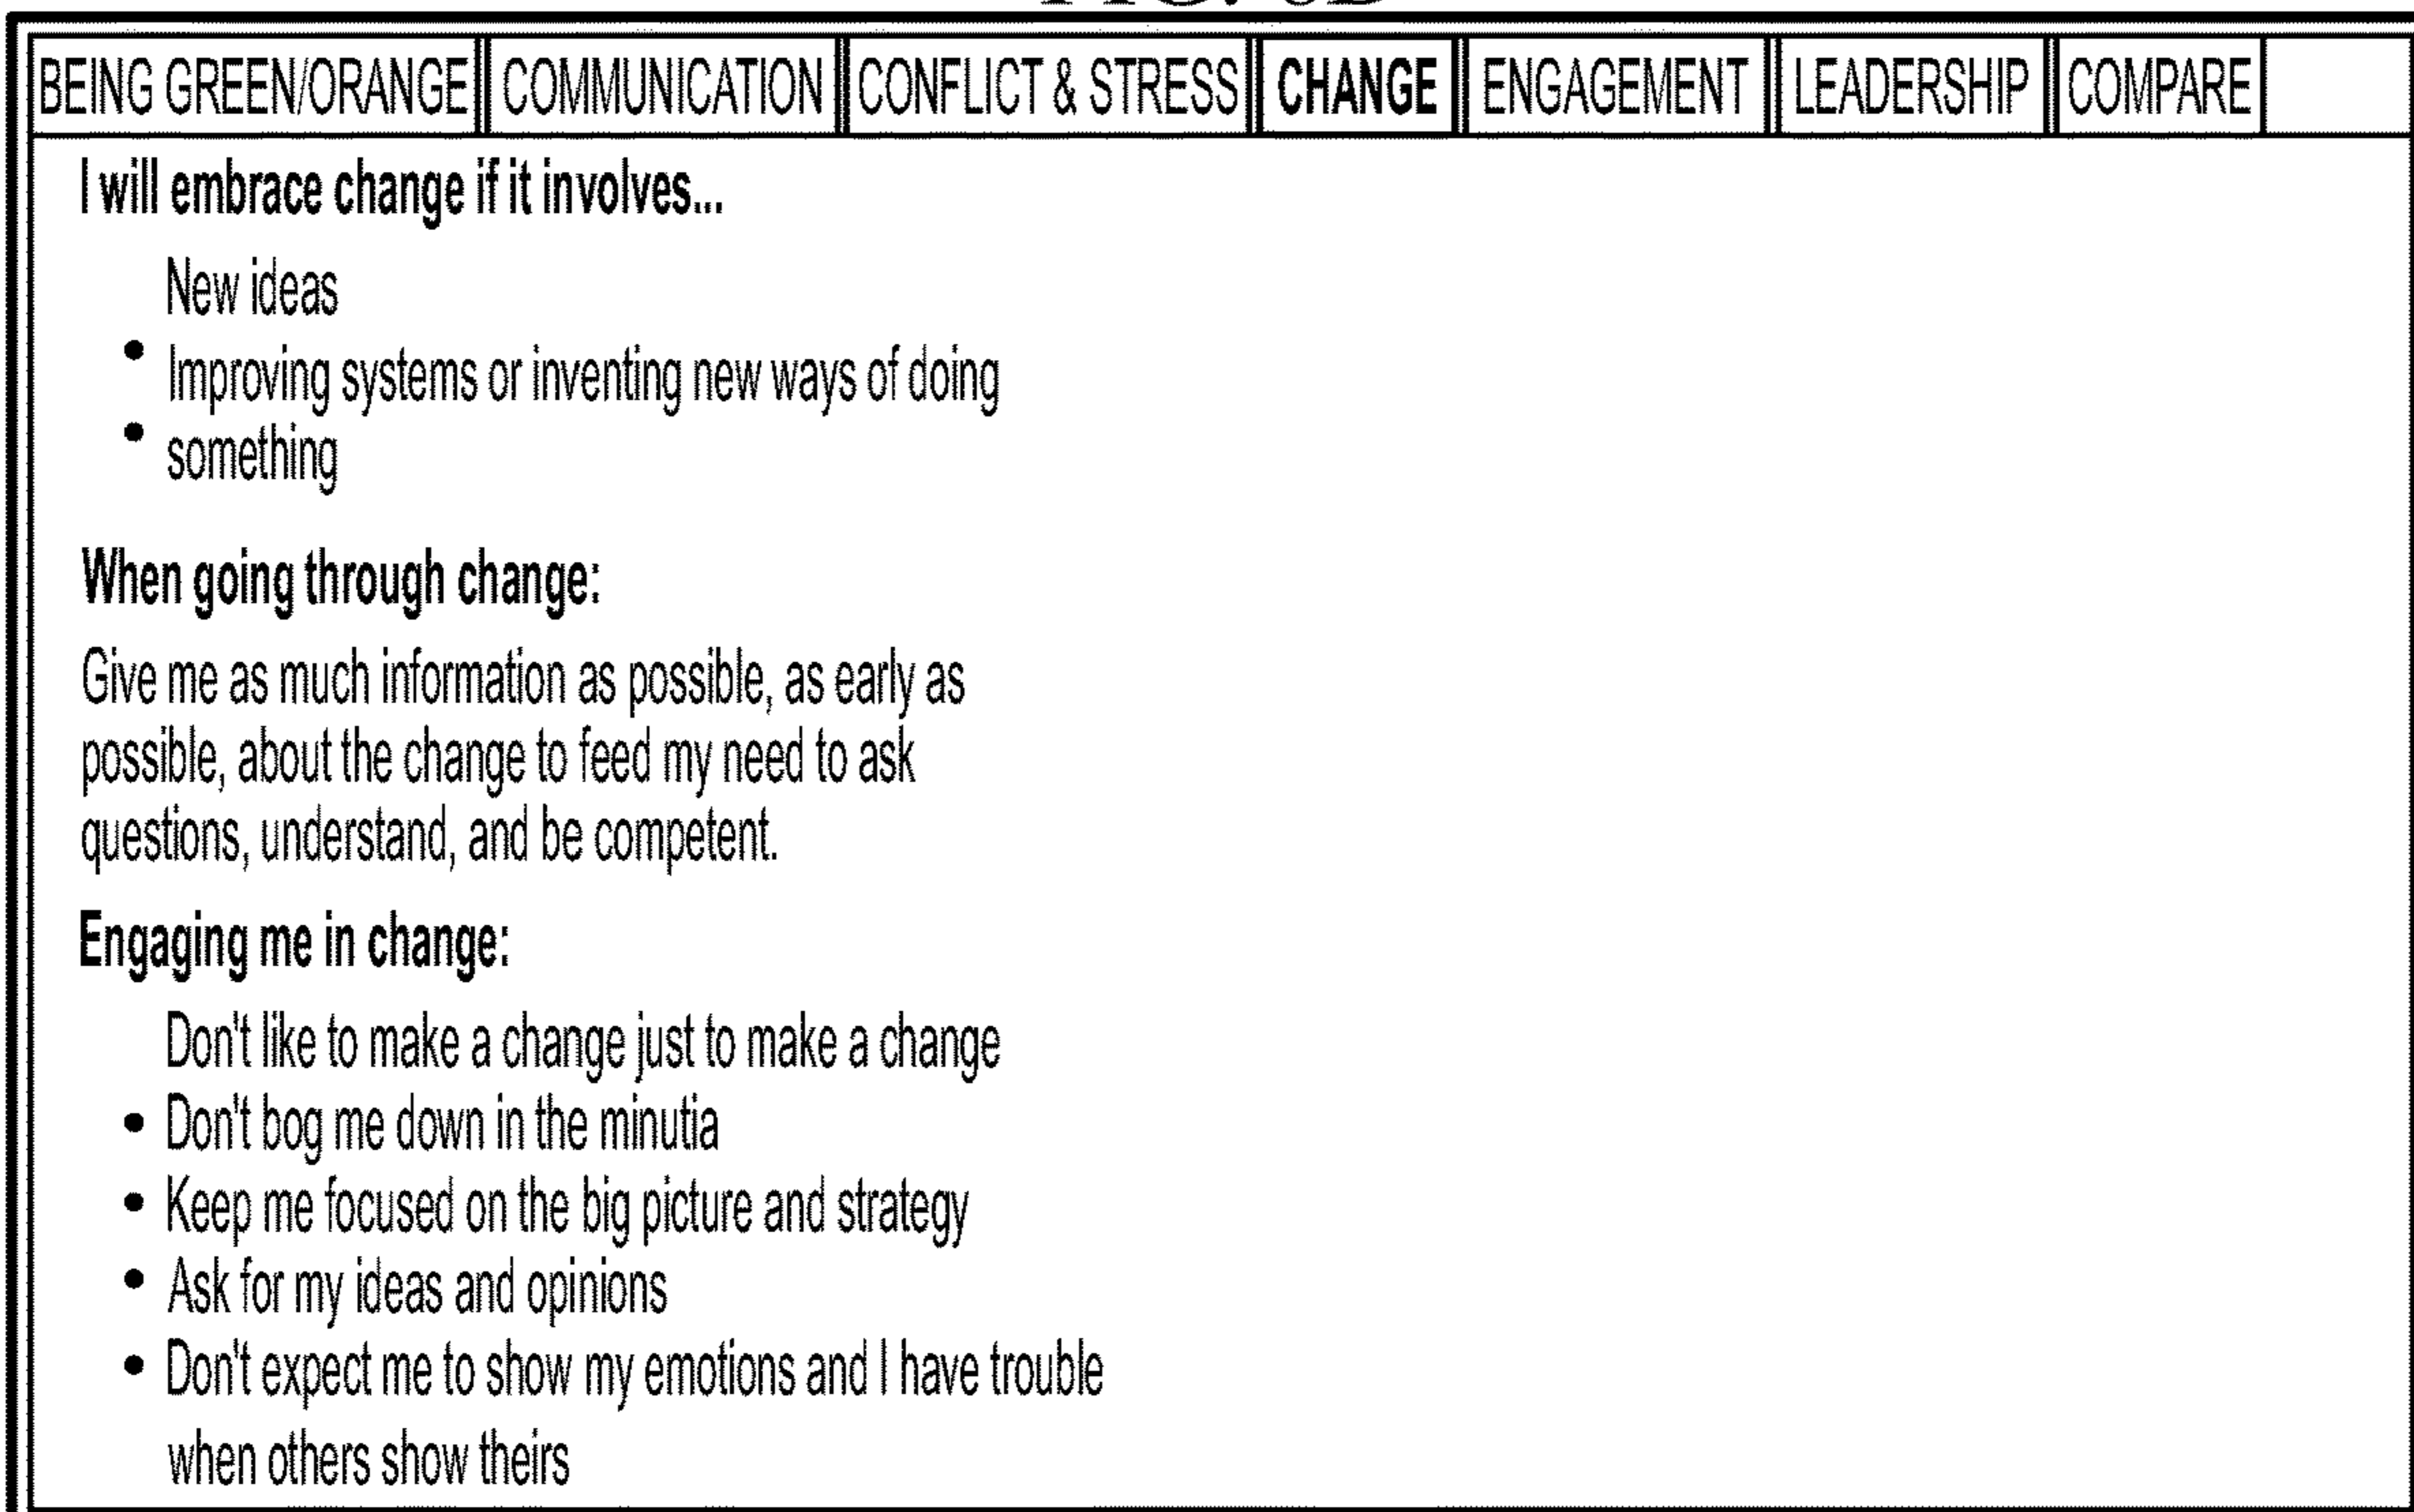 BEING GREEN/ORANGE COMMUNICATION CONFLICT & STRESS CHANGE ENGAGEMENT LEADERSHIP COMPARE
I will embrace change if it involves...
New ideas
• Improving systems or inventing new ways of doing
• something
When going through change:
Give me as much information as possible, as early as
possible, about the change to feed my need to ask
questions, understand, and be competent.
Engaging me in change:
Don't like to make a change just to make a change
• Don't bog me down in the minutia
• Keep me focused on the big picture and strategy
• Ask for my ideas and opinions
• Don't expect me to show my emotions and I have trouble
when others show theirs